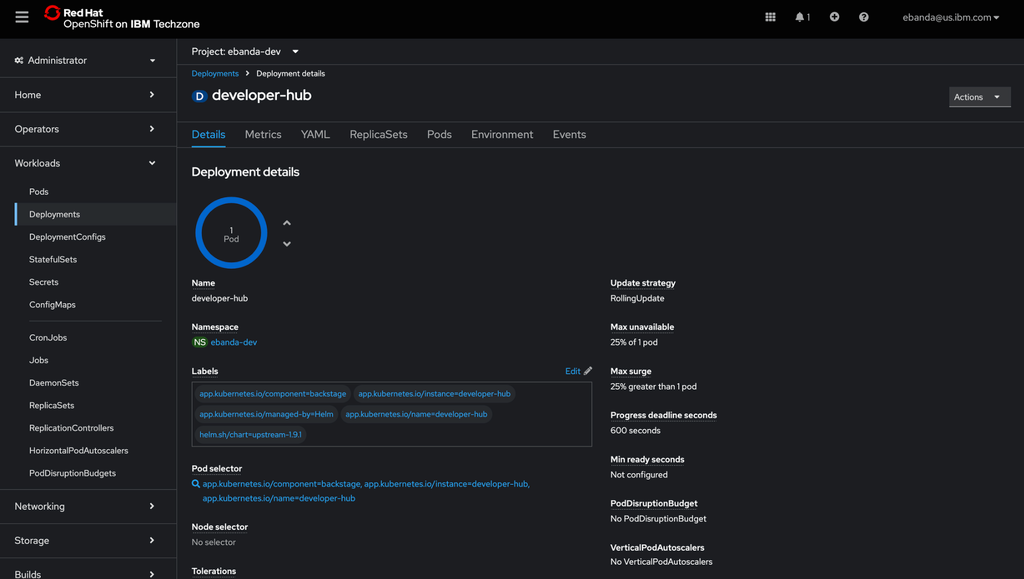 Red Hat
OpenShift on IBM Techzone
1
ebanda@us.ibm.com
Administrator
Home
Operators
Workloads
Pods
Deployments
DeploymentConfigs
StatefulSets
Secrets
ConfigMaps
CronJobs
Jobs
DaemonSets
ReplicaSets
ReplicationControllers
HorizontalPodAutoscalers
PodDisruptionBudgets
Networking
Storage
Builds
Project: ebanda-dev
Deployments > Deployment details
D developer-hub
Actions
Details Metrics YAML ReplicaSets Pods Environment Events
Deployment details
1
Pod
Name
developer-hub
Namespace
NS ebanda-dev
Labels Edit
app.kubernetes.io/component=backstage app.kubernetes.io/instance=developer-hub
app.kubernetes.io/managed-by=Helm app.kubernetes.io/name=developer-hub
helm.sh/chart=upstream-1.9.1
Pod selector
app.kubernetes.io/component=backstage, app.kubernetes.io/instance=developer-hub,
app.kubernetes.io/name=developer-hub
Node selector
No selector
Tolerations
Update strategy
RollingUpdate
Max unavailable
25% of 1 pod
Max surge
25% greater than 1 pod
Progress deadline seconds
600 seconds
Min ready seconds
Not configured
PodDisruptionBudget
No PodDisruptionBudget
VerticalPodAutoscalers
No VerticalPodAutoscalers